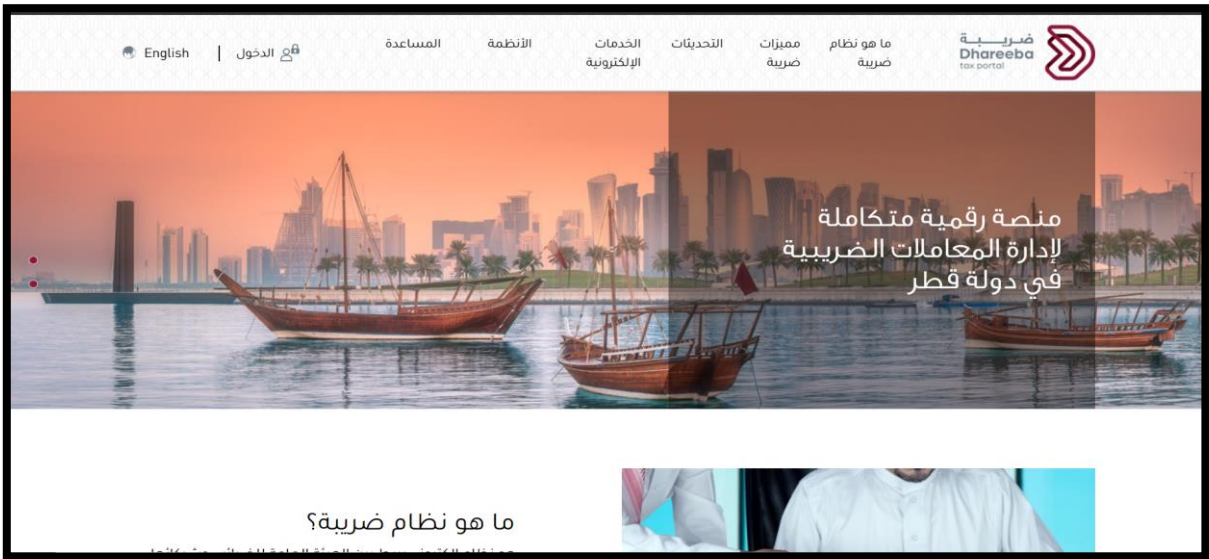 ضريبة
Dhareeba
tax portal
ما هو نظام
ضريبة
مميزات
ضريبة
التحديثات
الخدمات
الإلكترونية
الأنظمة
المساعدة
الدخول
English
منصة رقمية متكاملة
لإدارة المعاملات الضريبية
في دولة قطر
ما هو نظام ضريبة؟